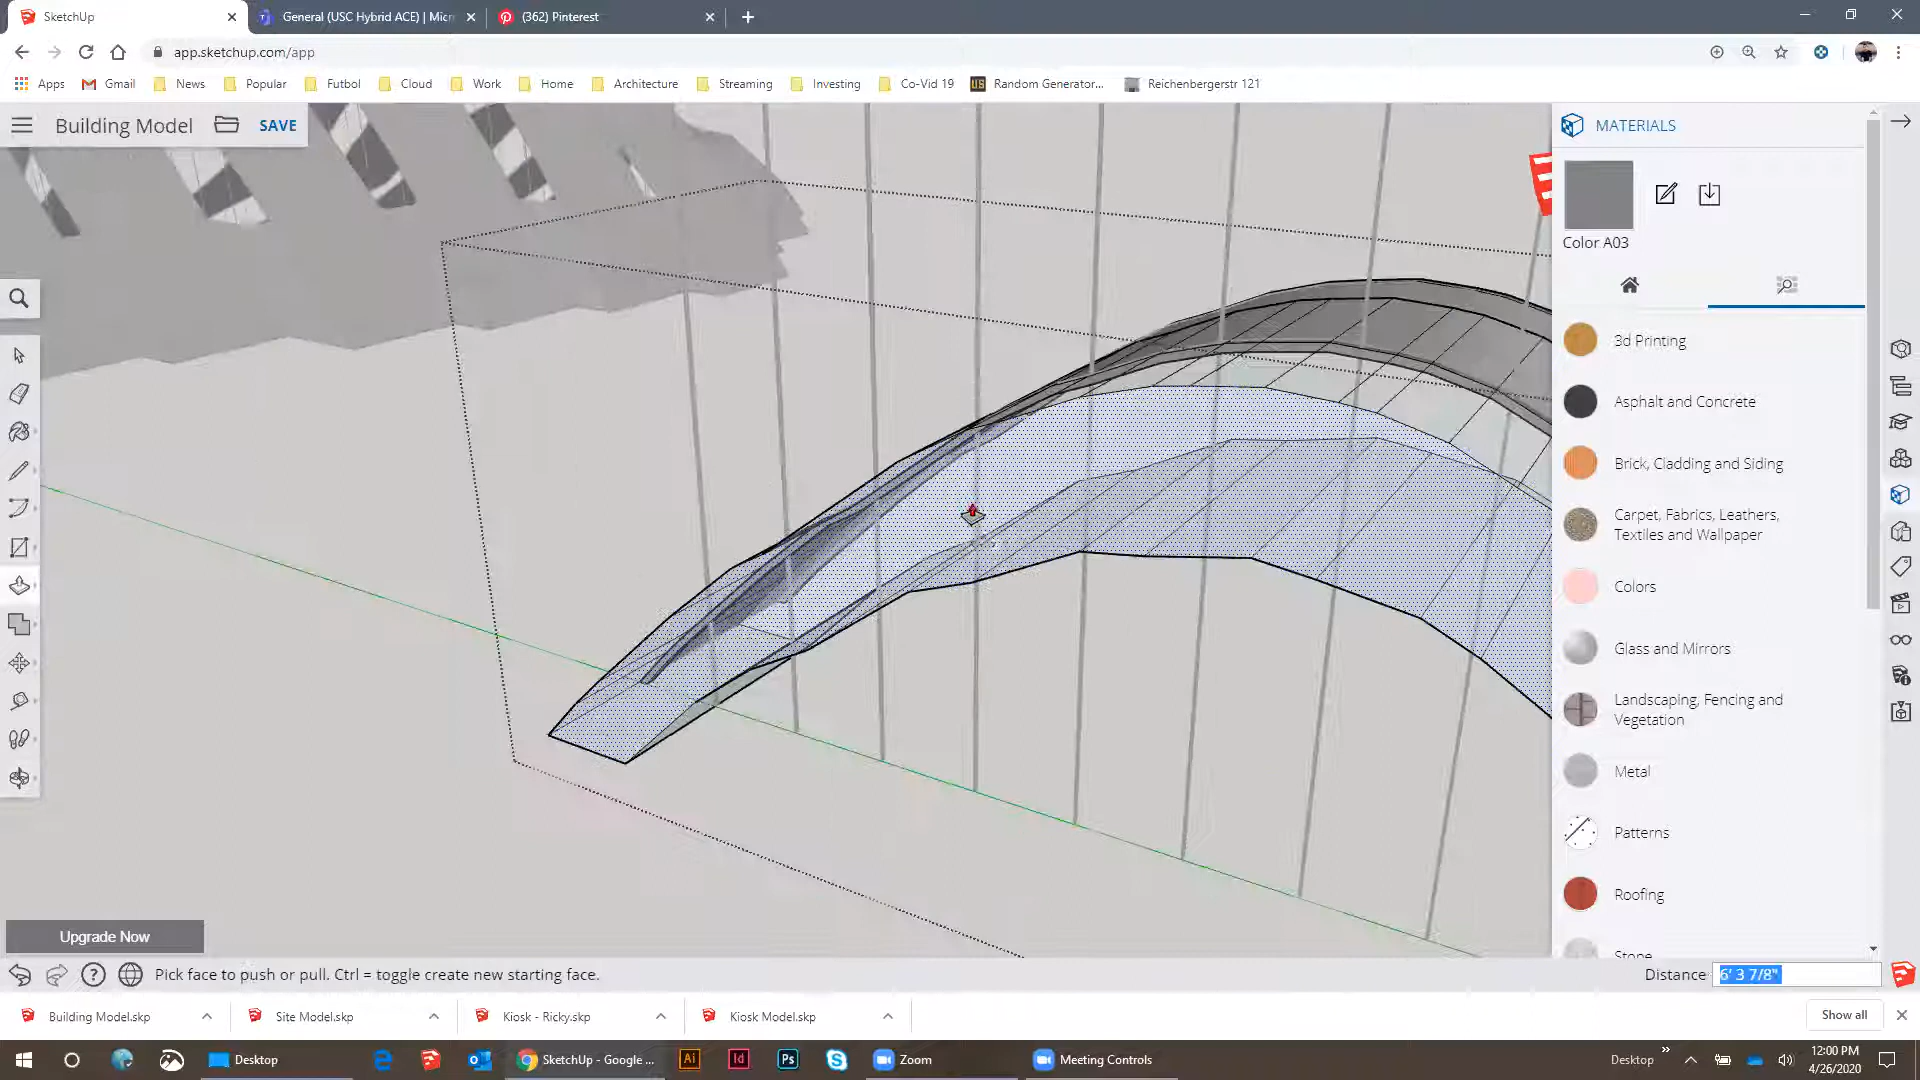 SketchUp
General (USC Hybrid ACE) | Micr
(362) Pinterest
app.sketchup.com/app
Apps
Gmail
News
Popular
Futbol
Cloud
Work
Home
Architecture
Streaming
Investing
Co-Vid 19
Random Generator...
Reichenbergerstr 121
Building Model
SAVE
MATERIALS
Color A03
3d Printing
Asphalt and Concrete
Brick, Cladding and Siding
Carpet, Fabrics, Leathers,
Textiles and Wallpaper
Colors
Glass and Mirrors
Landscaping, Fencing and
Vegetation
Metal
Patterns
Roofing
Stone
Upgrade Now
Pick face to push or pull. Ctrl = toggle create new starting face.
Distance
6' 3 7/8"
Building Model.skp
Site Model.skp
Kiosk - Ricky.skp
Kiosk Model.skp
Show all
Desktop
SketchUp - Google ...
Ai
Id
Ps
Zoom
Meeting Controls
Desktop
12:00 PM
4/26/2020